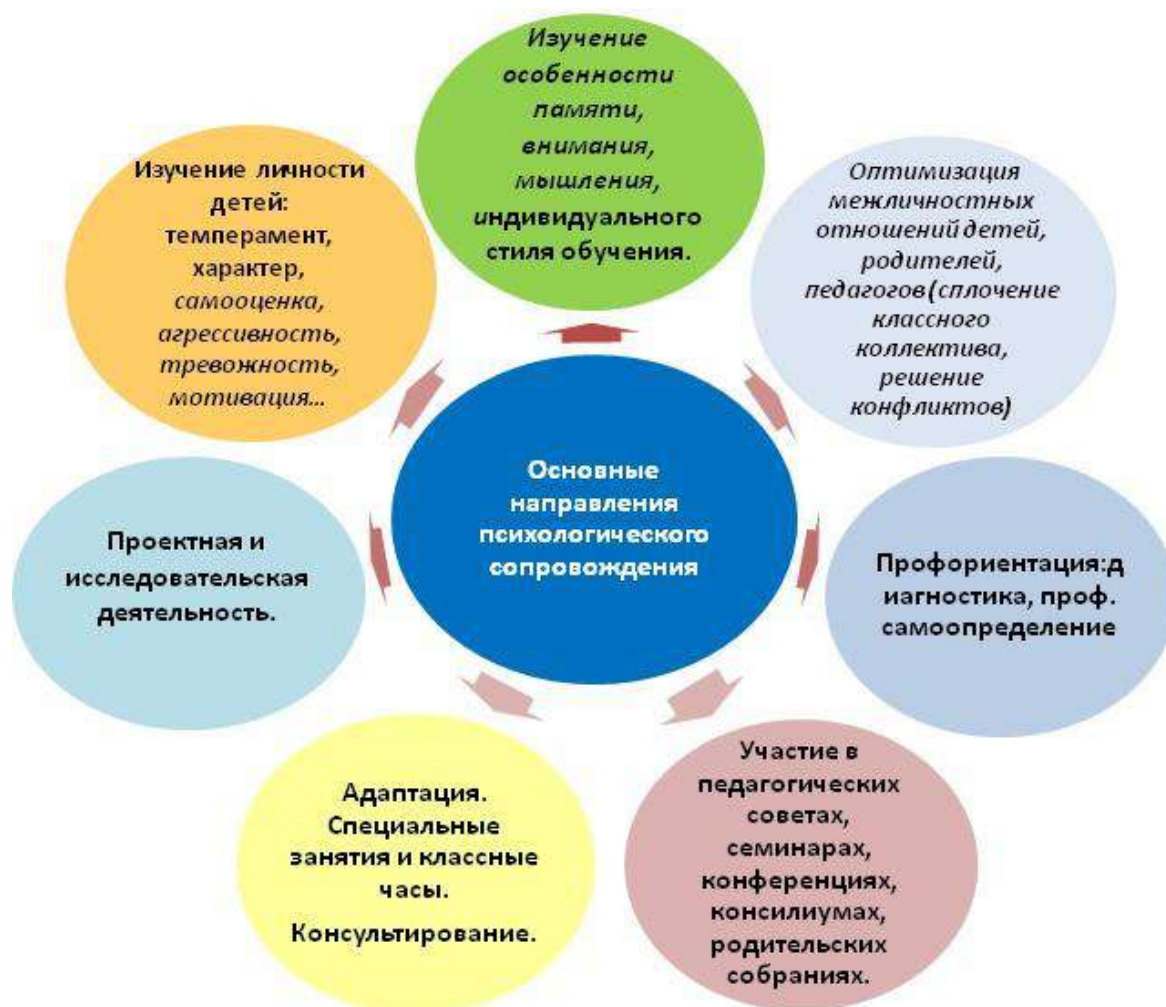 Изучение
особенности
памяти,
внимания,
мышления,
индивидуального
стиля обучения.
Оптимизация
межличностных
отношений детей,
родителей,
педагогов(сплочение
классного
коллектива,
решение
конфликтов)
Профориентация:д
иагностика, проф.
самоопределение
Участие в
педагогических
советах,
семинарах,
конференциях,
консилиумах,
родительских
собраниях.
Адаптация.
Специальные
занятия и классные
часы.
Консультирование.
Проектная и
исследовательская
деятельность.
Изучение личности
детей:
темперамент,
характер,
самооценка,
агрессивность,
тревожность,
мотивация...
Основные
направления
психологического
сопровождения